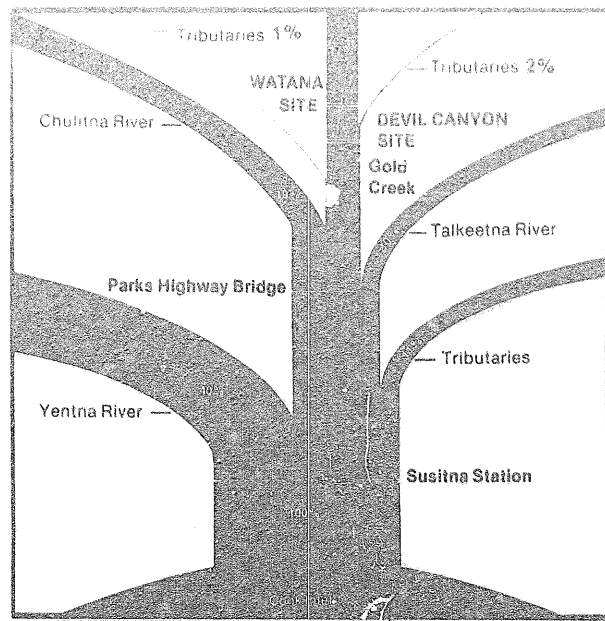 Tributaries 1%
Tributaries 2%
WATANA
SITE
DEVIL CANYON
SITE
Chulitna River
Gold
Creek
Talkeetna River
Parks Highway Bridge
Tributaries
Yentna River
Susitna Station
100%